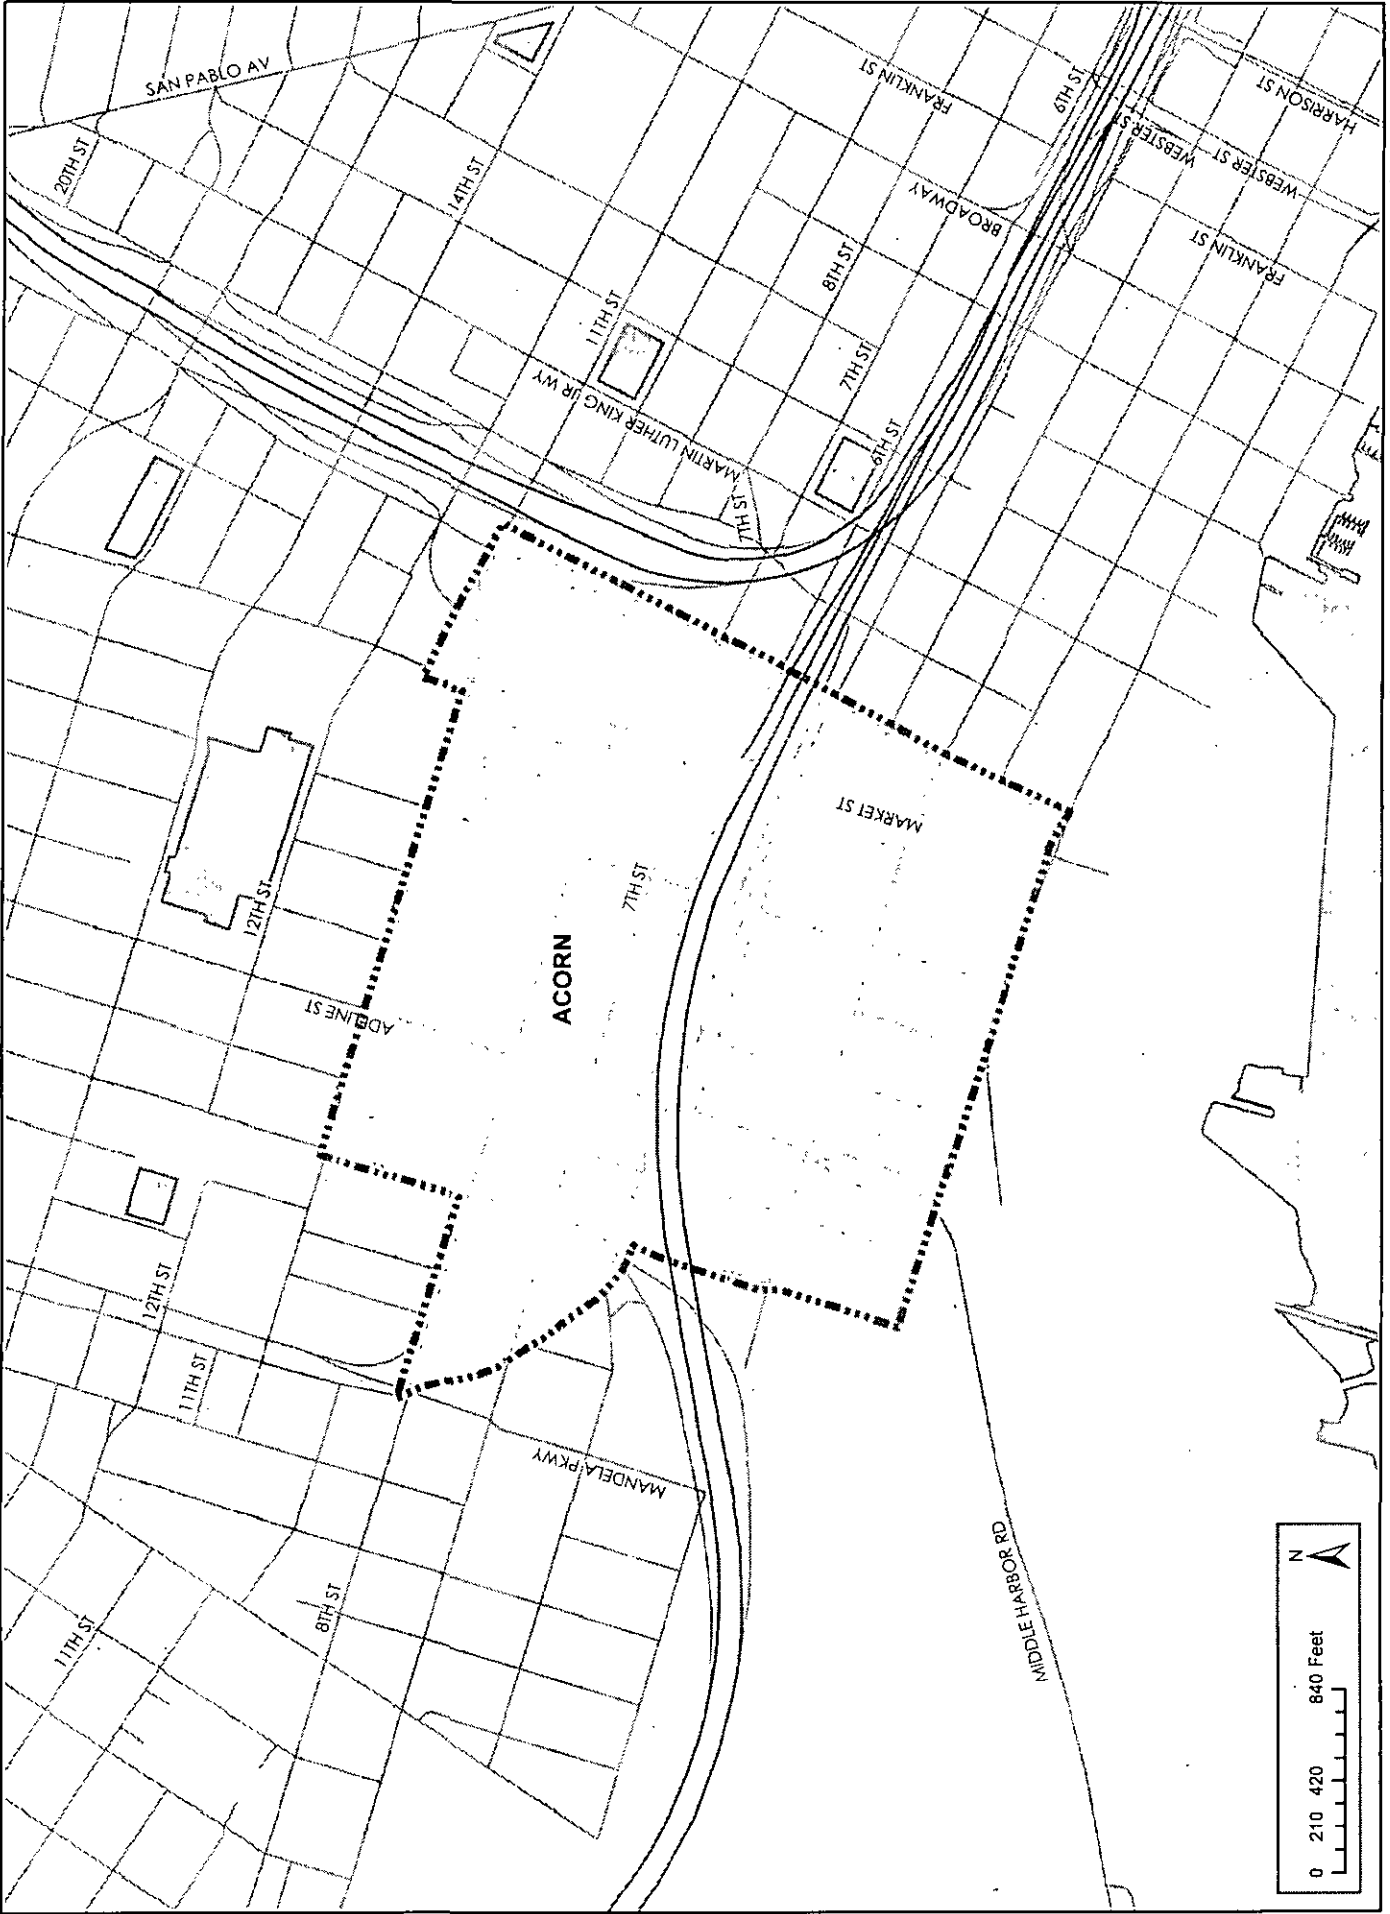 SAN PABLO AV
20TH ST
14TH ST
FRANKLIN ST
6TH S
HARRISON ST
WEBSTER ST
WEBSTER ST
BROADWAY
FRANKLIN ST
8TH ST
11TH ST
7TH ST
MARTIN LUTHER KING JR WY
6TH ST
7TH ST
MARKET ST
7TH ST
12TH ST
ACORN
ADELINE ST
12TH ST
11TH ST
MANDELA PKWY
8TH ST
11TH ST
MIDDLE HARBOR RD
N
0 210 420 840 Feet